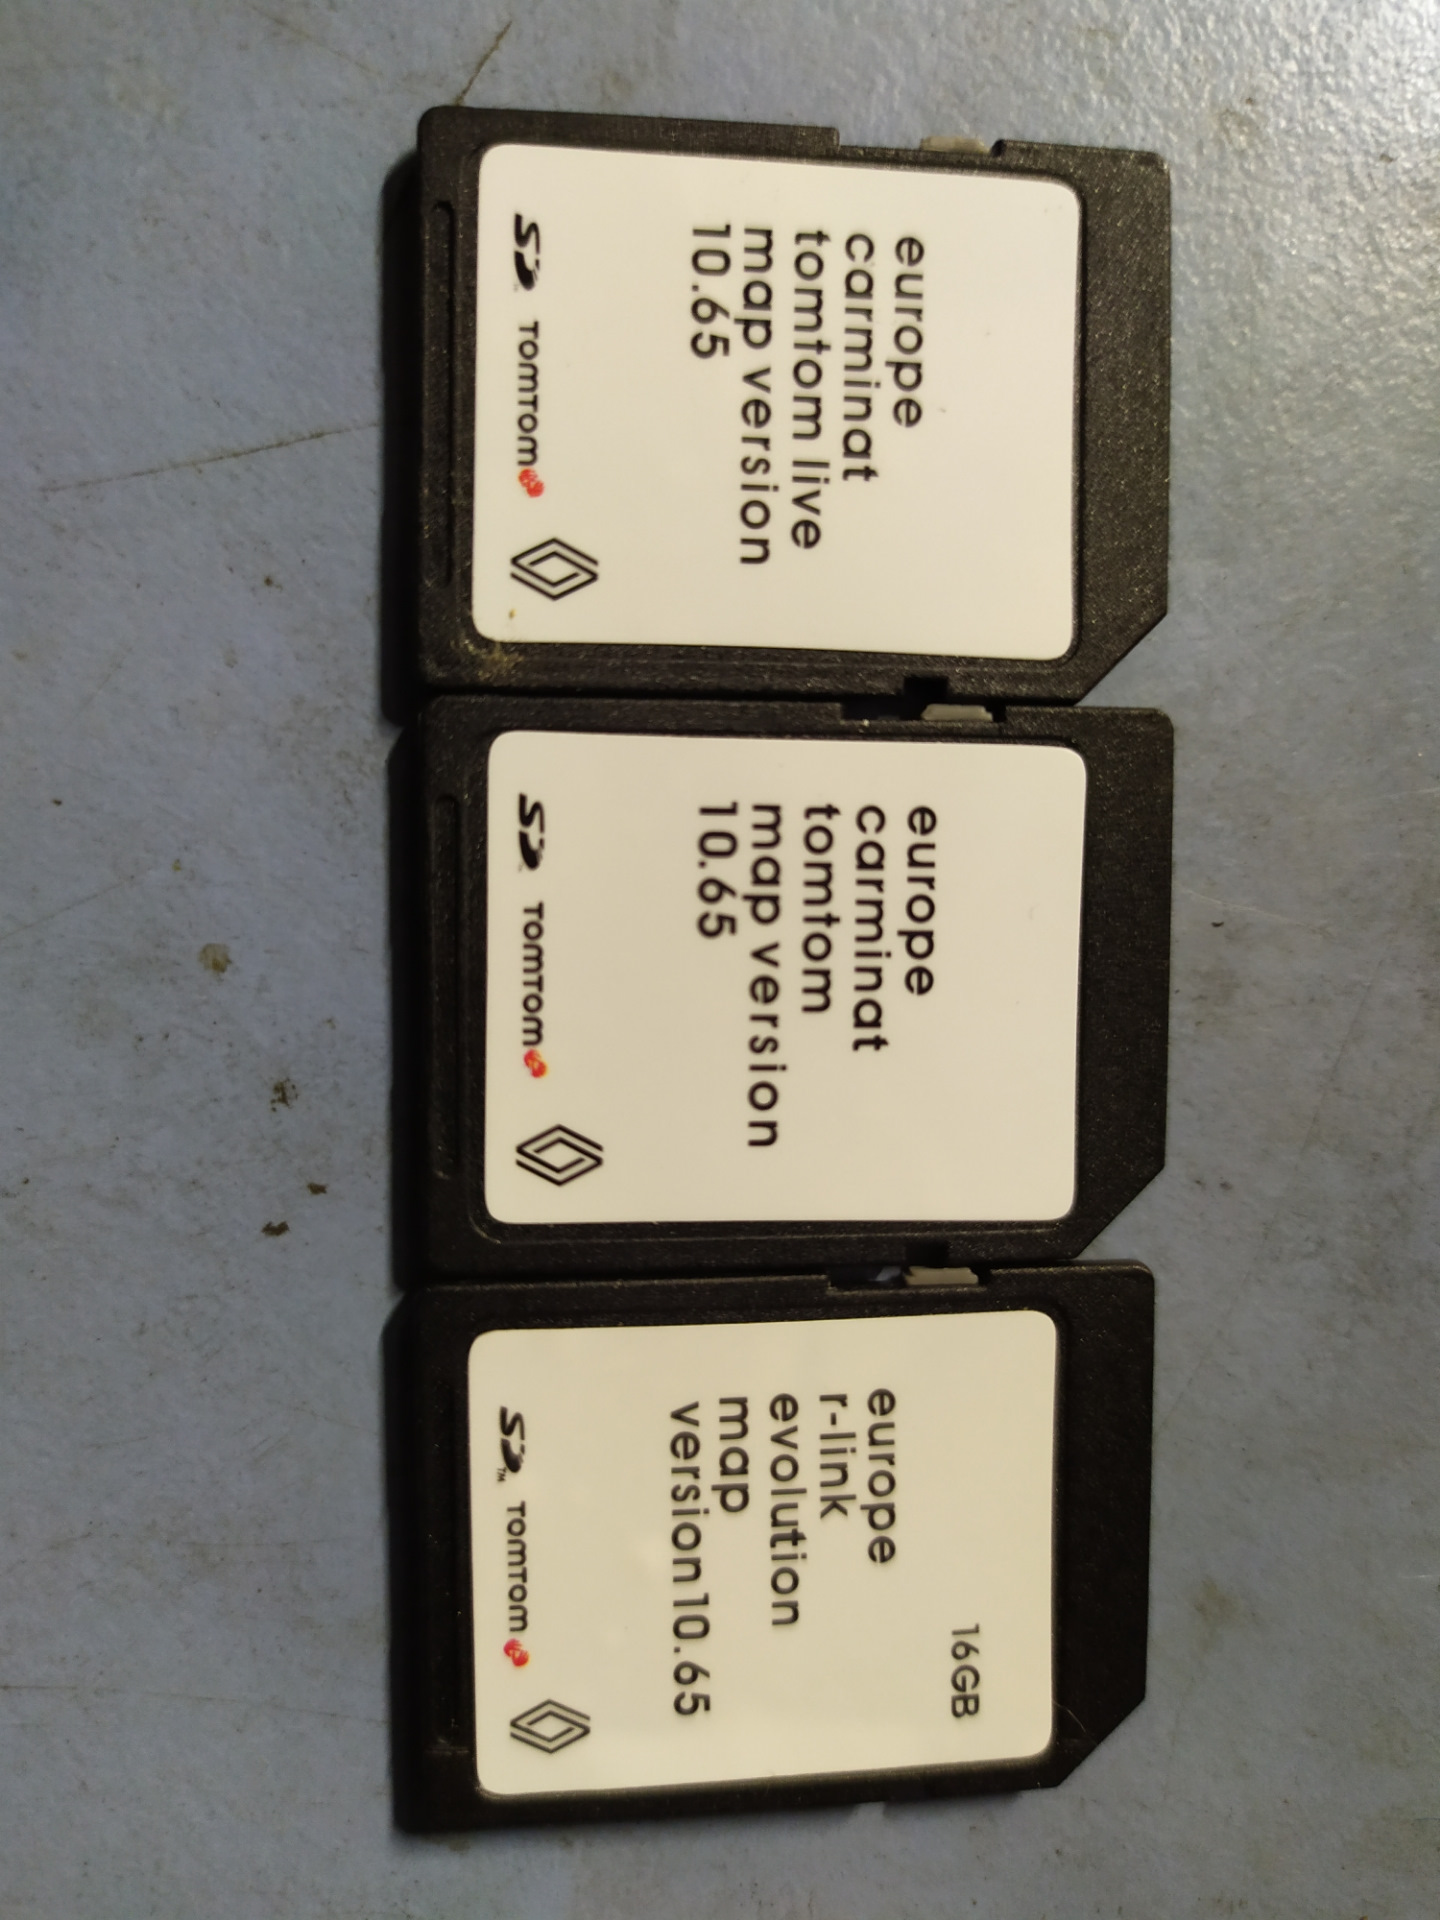 europe
carminat
tomtom live
map version
10.65
SD TOMTOM
europe
carminat
tomtom
map version
10.65
SD TOMTOM
16GB
europe
r-link
evolution
map
version10.65
SD™ TOMTOM